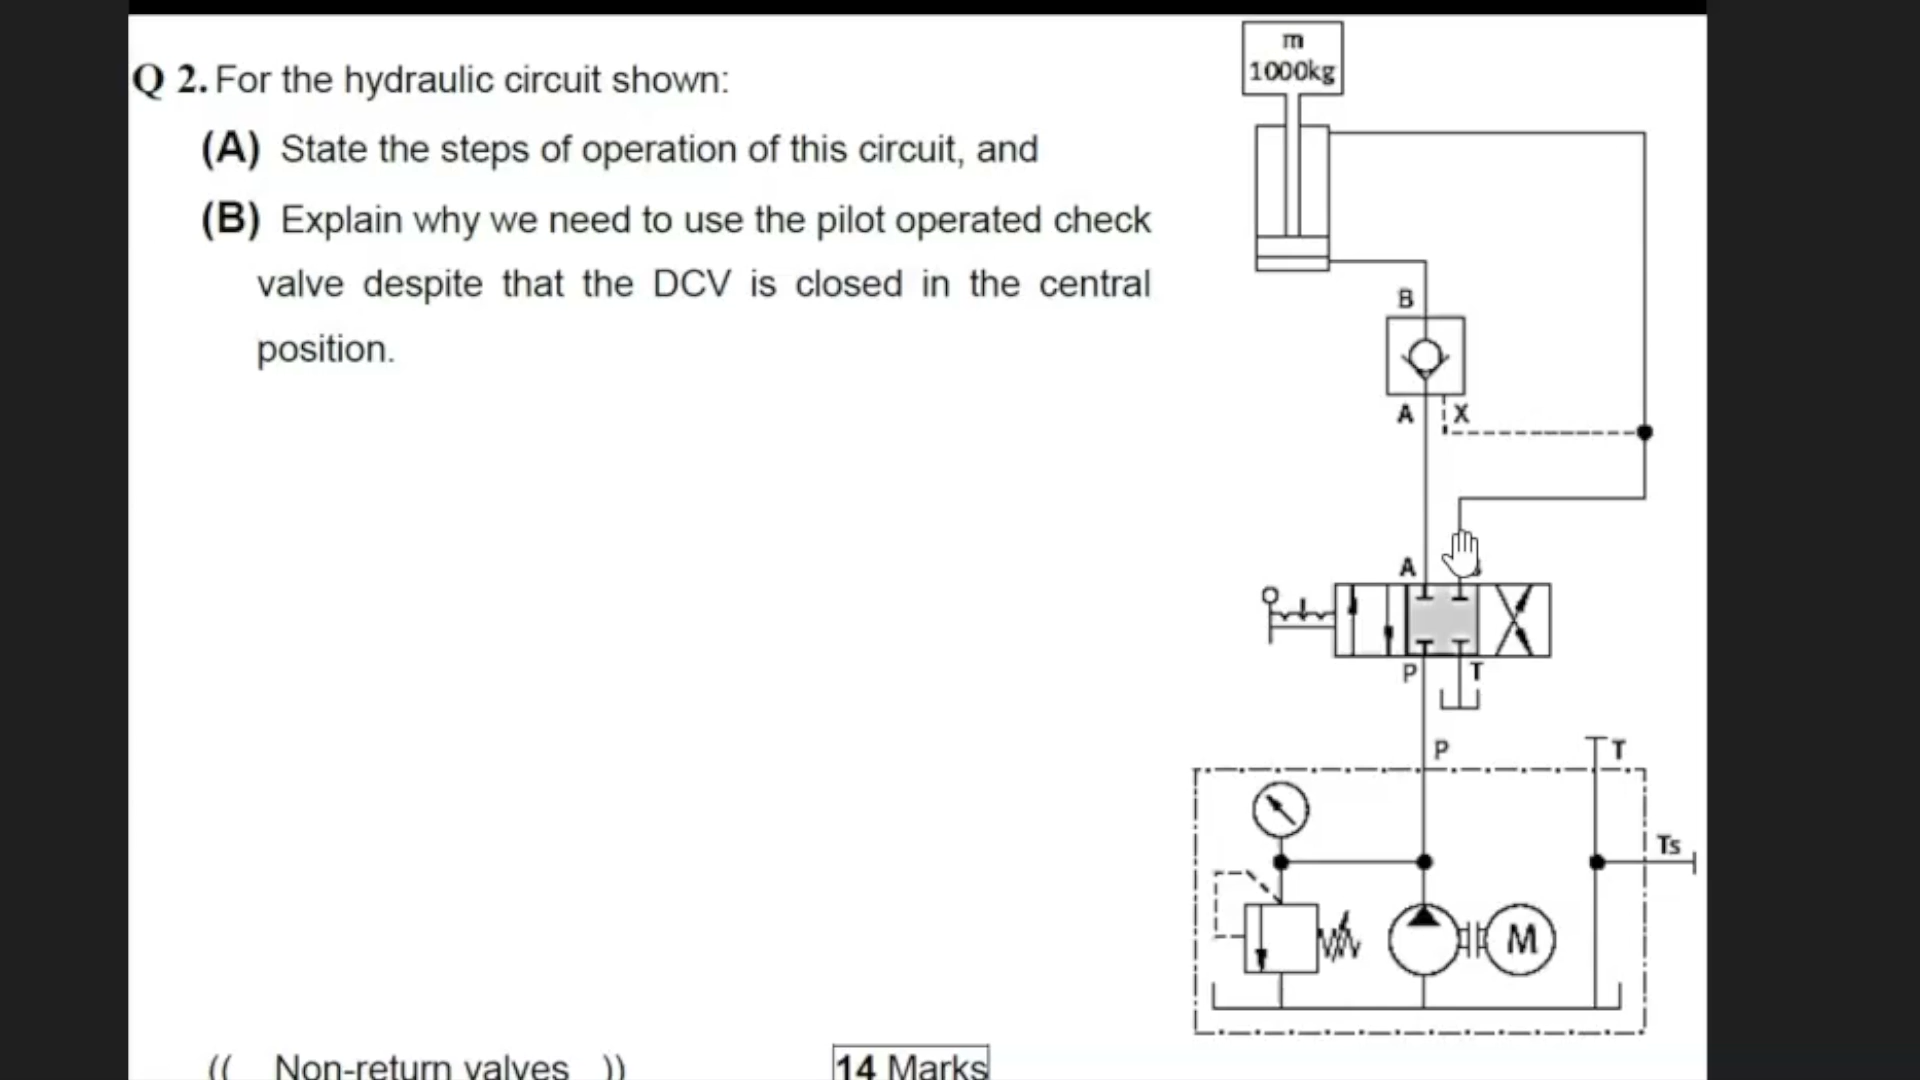 Q 2. For the hydraulic circuit shown:
(A) State the steps of operation of this circuit, and
(B) Explain why we need to use the pilot operated check
valve despite that the DCV is closed in the central
position.
m
1000kg
B
A X
A
P T
P
T
Ts
M
(( Non-return valves ))
14 Marks